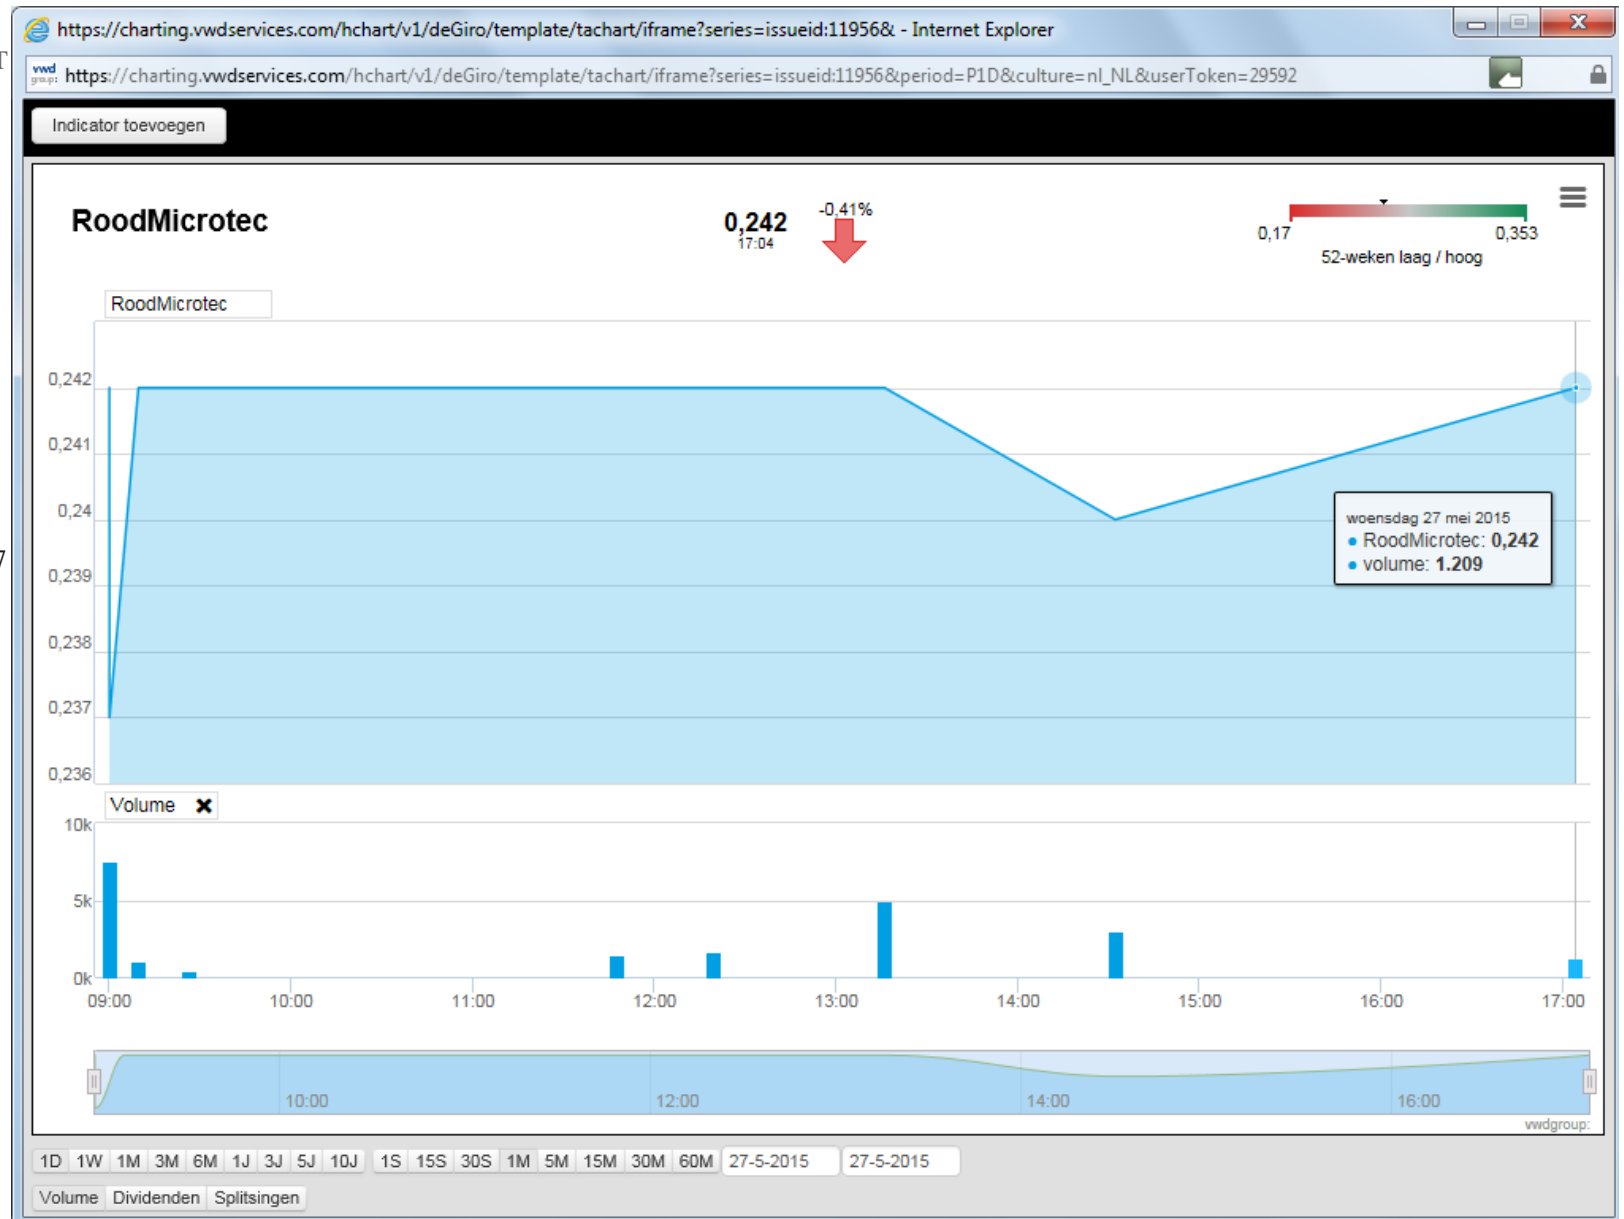 https://charting.vwdservices.com/hchart/v1/deGiro/template/tachart/iframe?series=issueid:11956& - Internet Explorer
vwd group: https://charting.vwdservices.com/hchart/v1/deGiro/template/tachart/iframe?series=issueid:11956&period=P1D&culture=nl_NL&userToken=29592
Indicator toevoegen
RoodMicrotec
0,242
17:04
-0,41%
0,17 0,353
52-weken laag / hoog
RoodMicrotec
0,242
0,241
0,24
0,239
0,238
0,237
0,236
woensdag 27 mei 2015
● RoodMicrotec: 0,242
● volume: 1.209
Volume ✖
10k
5k
0k
09:00 10:00 11:00 12:00 13:00 14:00 15:00 16:00 17:00
10:00 12:00 14:00 16:00
vwdgroup:
1D 1W 1M 3M 6M 1J 3J 5J 10J 1S 15S 30S 1M 5M 15M 30M 60M 27-5-2015 27-5-2015
Volume Dividenden Splitsingen